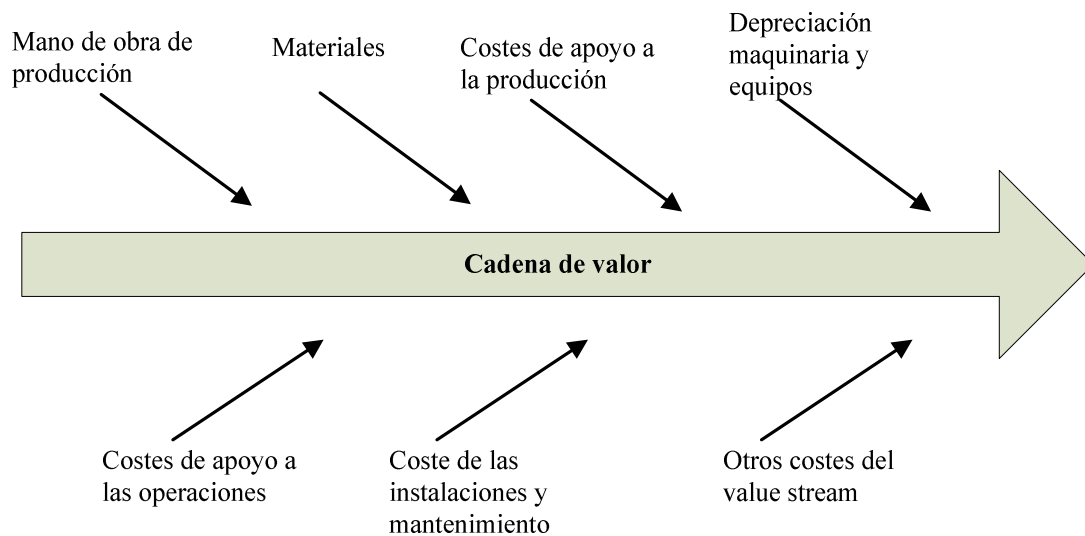 Mano de obra de
producción
Materiales
Costes de apoyo a
la producción
Depreciación
maquinaria y
equipos
Cadena de valor
Costes de apoyo a
las operaciones
Coste de las
instalaciones y
mantenimiento
Otros costes del
value stream